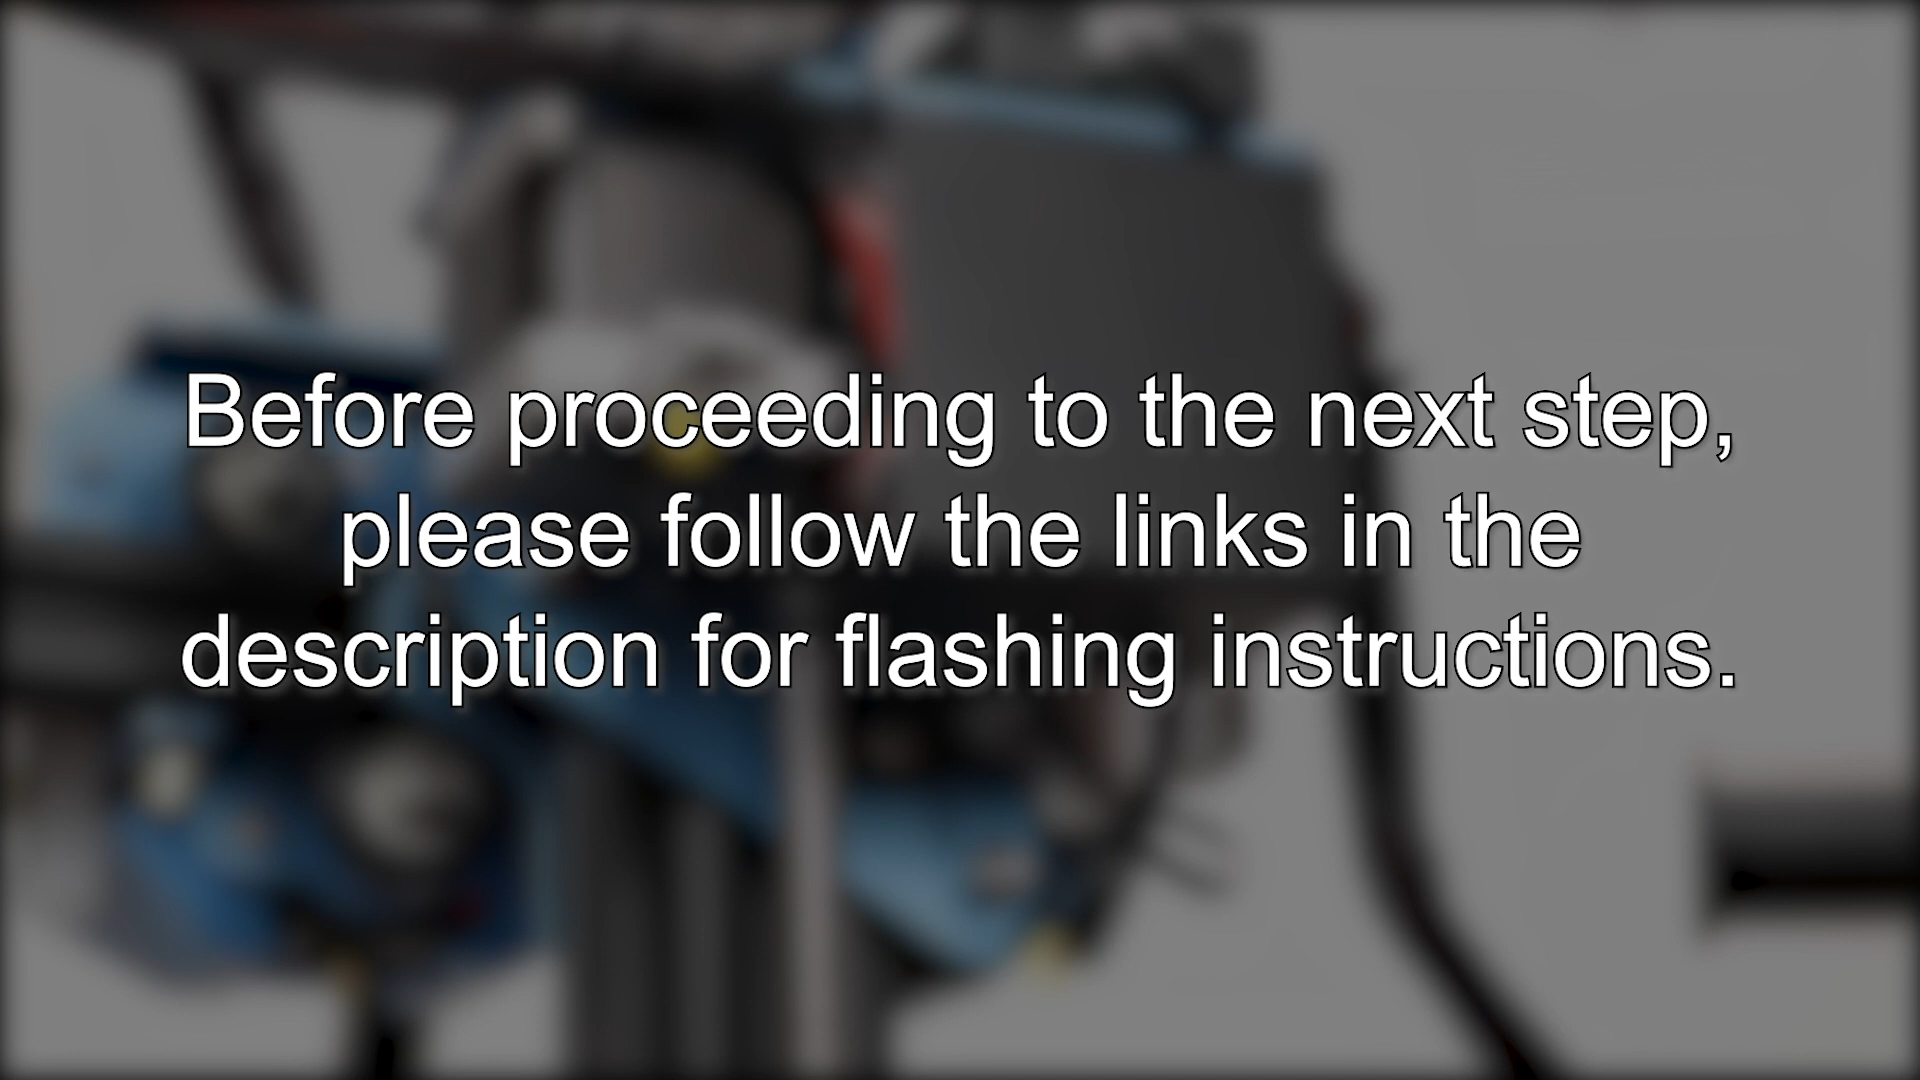 Before proceeding to the next step,
please follow the links in the
description for flashing instructions.